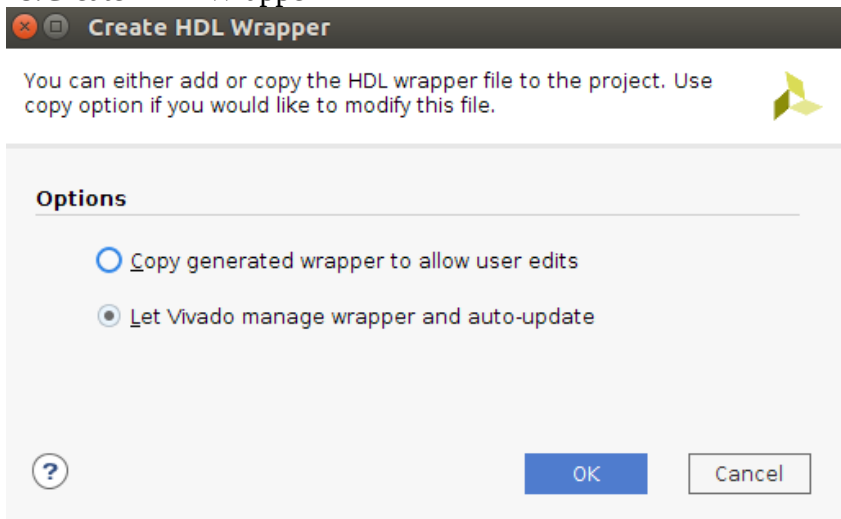 Create HDL Wrapper
You can either add or copy the HDL wrapper file to the project. Use
copy option if you would like to modify this file.
Options
Copy generated wrapper to allow user edits
Let Vivado manage wrapper and auto-update
?
OK
Cancel